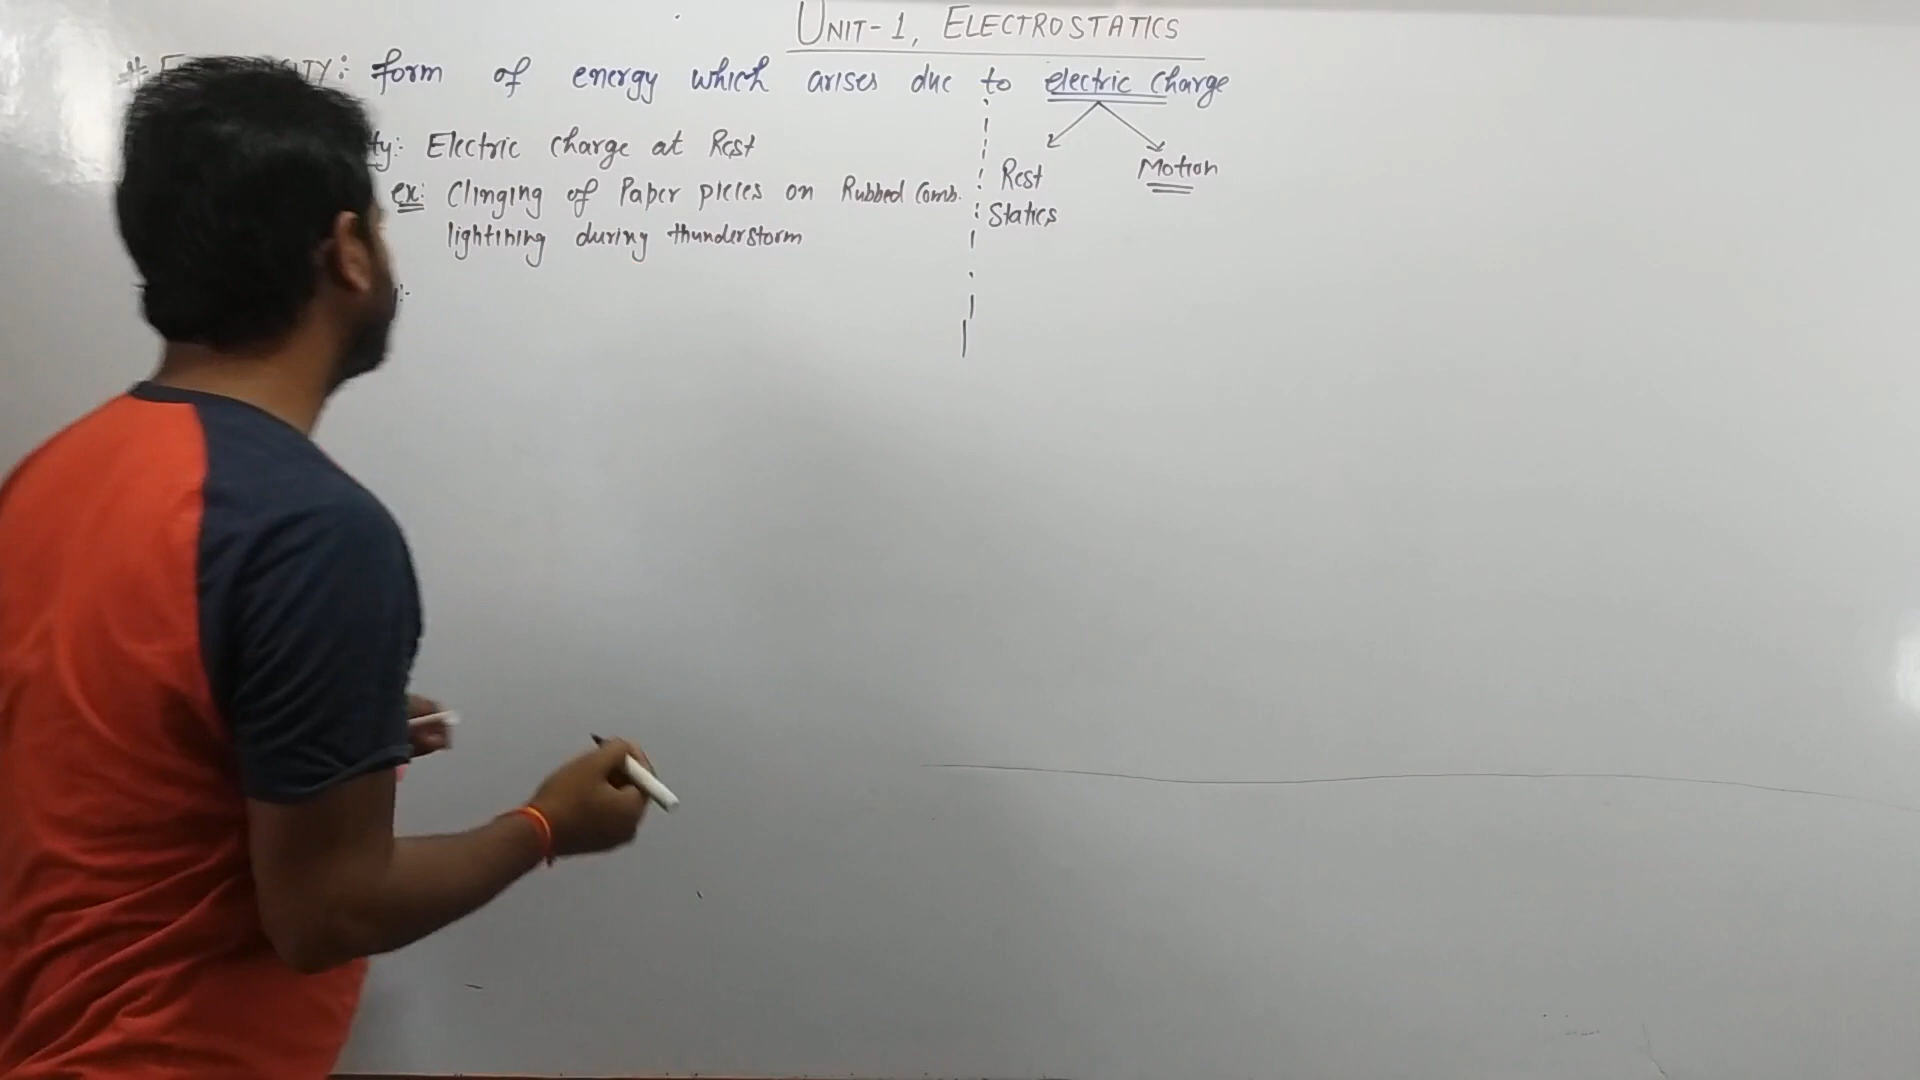 UNIT-1, ELECTROSTATICS
form of energy which arises due to electric charge
ty:- Electric charge at Rest
ex: Clinging of Paper pieces on Rubbed Comb.
lightining during thunderstorm
:-
Rest
Statics
Motion